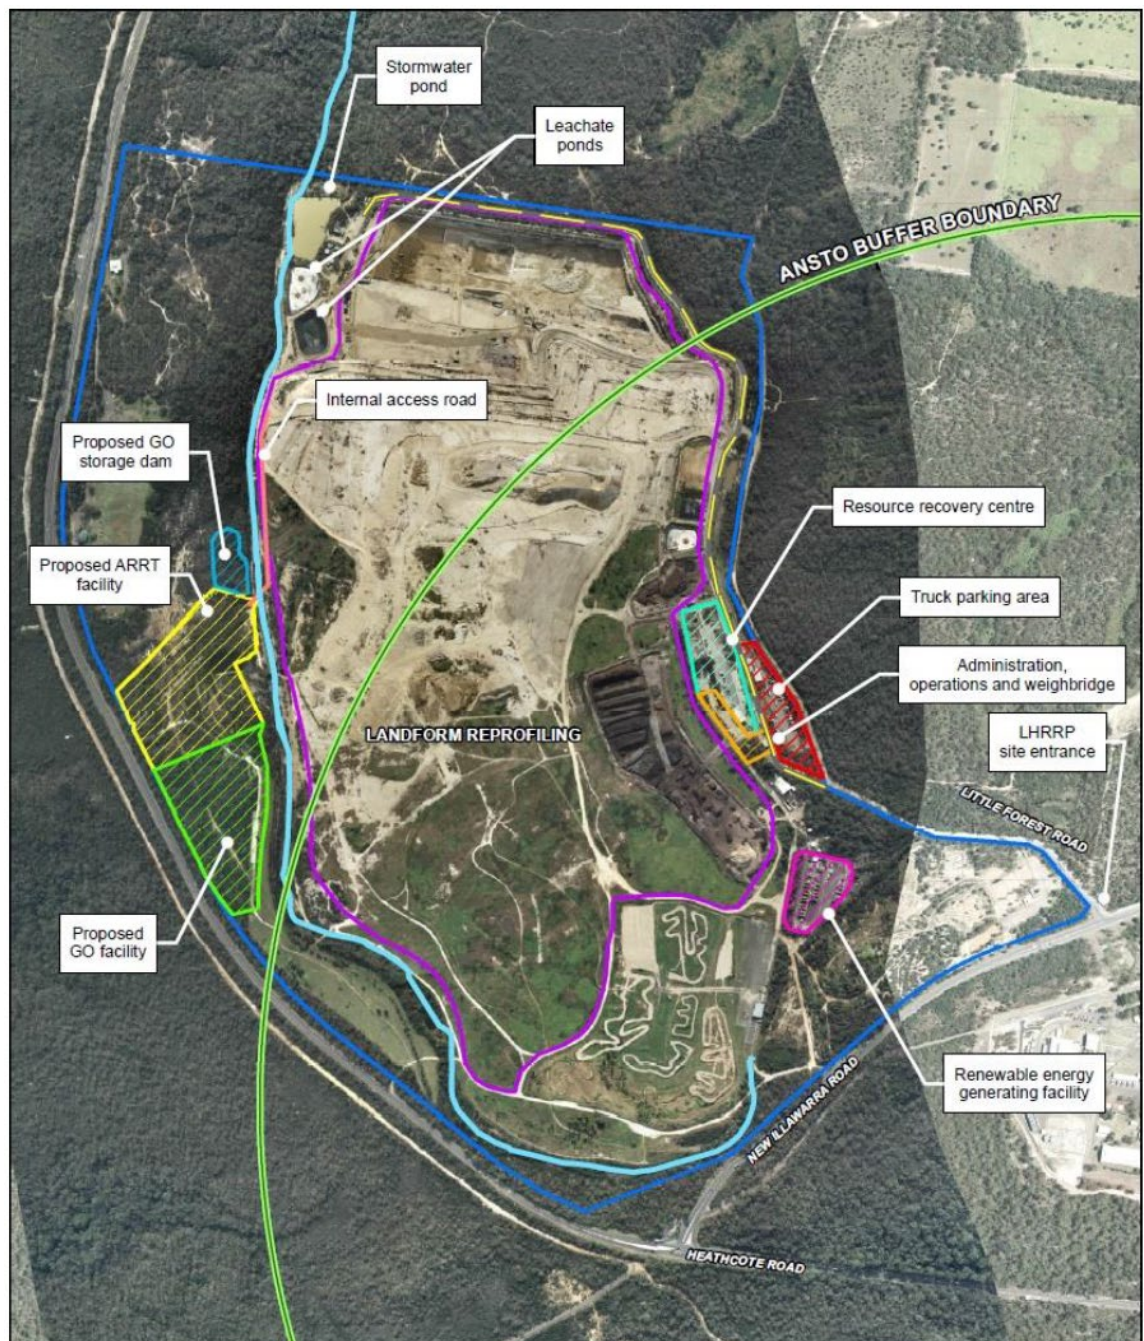 Stormwater
pond
Leachate
ponds
ANSTO BUFFER BOUNDARY
Internal access road
Proposed GO
storage dam
Resource recovery centre
Proposed ARRT
facility
Truck parking area
Administration,
operations and weighbridge
LANDFORM REPROFILING
LHRRP
site entrance
LITTLE FOREST ROAD
Proposed
GO facility
Renewable energy
generating facility
NEW ILLAWARRA ROAD
HEATHCOTE ROAD